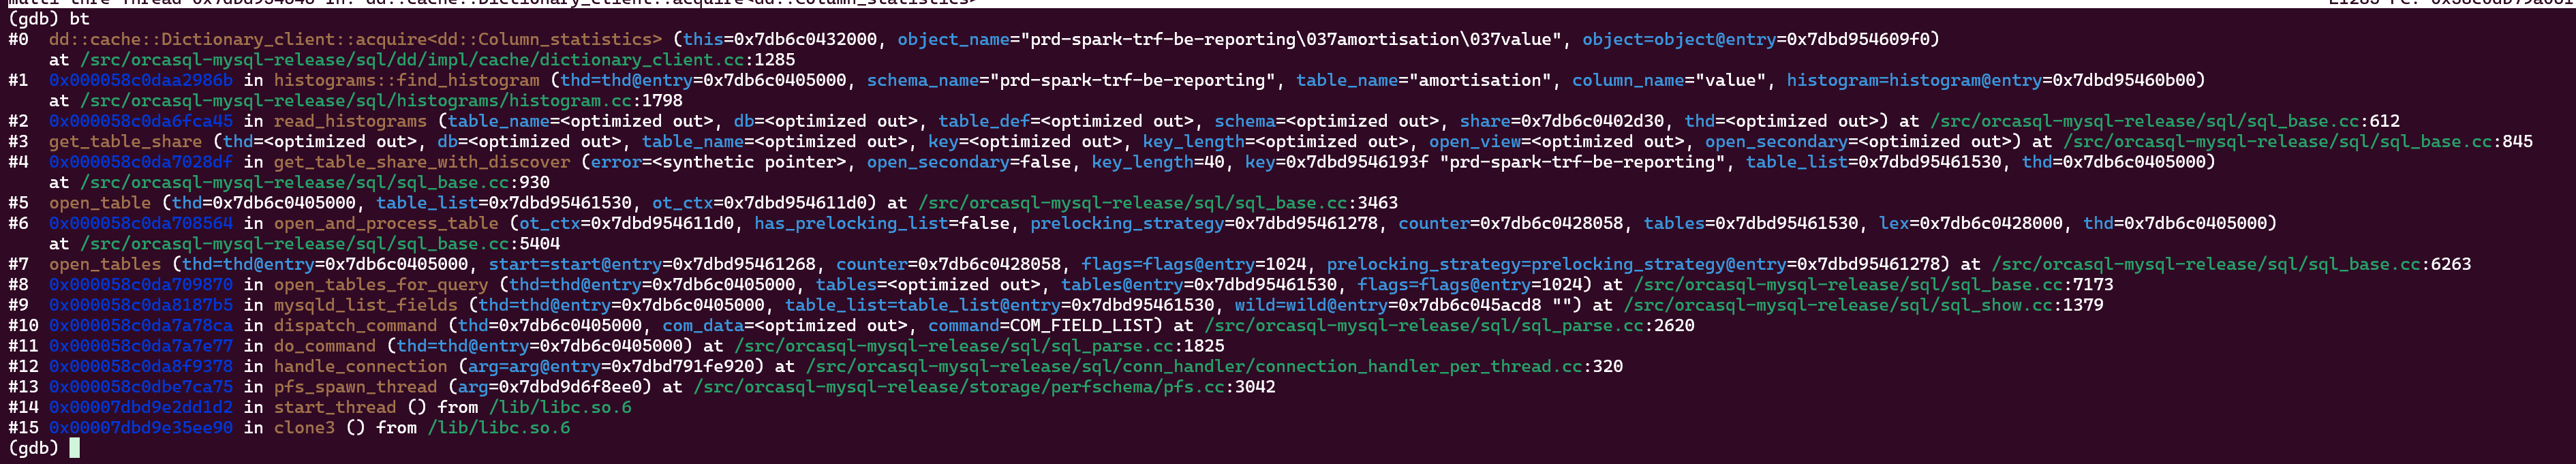 (gdb) bt
#0  dd::cache::Dictionary_client::acquire<dd::Column_statistics> (this=0x7db6c0432000, object_name="prd-spark-trf-be-reporting\037amortisation\037value", object=object@entry=0x7dbd954609f0)
    at /src/orcasql-mysql-release/sql/dd/impl/cache/dictionary_client.cc:1285
#1  0x000058c0daa2986b in histograms::find_histogram (thd=thd@entry=0x7db6c0405000, schema_name="prd-spark-trf-be-reporting", table_name="amortisation", column_name="value", histogram=histogram@entry=0x7dbd95460b00)
    at /src/orcasql-mysql-release/sql/histograms/histogram.cc:1798
#2  0x000058c0da6fca45 in read_histograms (table_name=<optimized out>, db=<optimized out>, table_def=<optimized out>, schema=<optimized out>, share=0x7db6c0402d30, thd=<optimized out>) at /src/orcasql-mysql-release/sql/sql_base.cc:612
#3  get_table_share (thd=<optimized out>, db=<optimized out>, table_name=<optimized out>, key=<optimized out>, key_length=<optimized out>, open_view=<optimized out>, open_secondary=<optimized out>) at /src/orcasql-mysql-release/sql/sql_base.cc:845
#4  0x000058c0da7028df in get_table_share_with_discover (error=<synthetic pointer>, open_secondary=false, key_length=40, key=0x7dbd9546193f "prd-spark-trf-be-reporting", table_list=0x7dbd95461530, thd=0x7db6c0405000)
    at /src/orcasql-mysql-release/sql/sql_base.cc:930
#5  open_table (thd=0x7db6c0405000, table_list=0x7dbd95461530, ot_ctx=0x7dbd954611d0) at /src/orcasql-mysql-release/sql/sql_base.cc:3463
#6  0x000058c0da708564 in open_and_process_table (ot_ctx=0x7dbd954611d0, has_prelocking_list=false, prelocking_strategy=0x7dbd95461278, counter=0x7db6c0428058, tables=0x7dbd95461530, lex=0x7db6c0428000, thd=0x7db6c0405000)
    at /src/orcasql-mysql-release/sql/sql_base.cc:5404
#7  open_tables (thd=thd@entry=0x7db6c0405000, start=start@entry=0x7dbd95461268, counter=0x7db6c0428058, flags=flags@entry=1024, prelocking_strategy=prelocking_strategy@entry=0x7dbd95461278) at /src/orcasql-mysql-release/sql/sql_base.cc:6263
#8  0x000058c0da709870 in open_tables_for_query (thd=thd@entry=0x7db6c0405000, tables=<optimized out>, tables@entry=0x7dbd95461530, flags=flags@entry=1024) at /src/orcasql-mysql-release/sql/sql_base.cc:7173
#9  0x000058c0da8187b5 in mysqld_list_fields (thd=thd@entry=0x7db6c0405000, table_list=table_list@entry=0x7dbd95461530, wild=wild@entry=0x7db6c045acd8 "") at /src/orcasql-mysql-release/sql/sql_show.cc:1379
#10 0x000058c0da7a78ca in dispatch_command (thd=0x7db6c0405000, com_data=<optimized out>, command=COM_FIELD_LIST) at /src/orcasql-mysql-release/sql/sql_parse.cc:2620
#11 0x000058c0da7a7e77 in do_command (thd=thd@entry=0x7db6c0405000) at /src/orcasql-mysql-release/sql/sql_parse.cc:1825
#12 0x000058c0da8f9378 in handle_connection (arg=arg@entry=0x7dbd791fe920) at /src/orcasql-mysql-release/sql/conn_handler/connection_handler_per_thread.cc:320
#13 0x000058c0dbe7ca75 in pfs_spawn_thread (arg=0x7dbd9d6f8ee0) at /src/orcasql-mysql-release/storage/perfschema/pfs.cc:3042
#14 0x00007dbd9e2dd1d2 in start_thread () from /lib/libc.so.6
#15 0x00007dbd9e35ee90 in clone3 () from /lib/libc.so.6
(gdb)